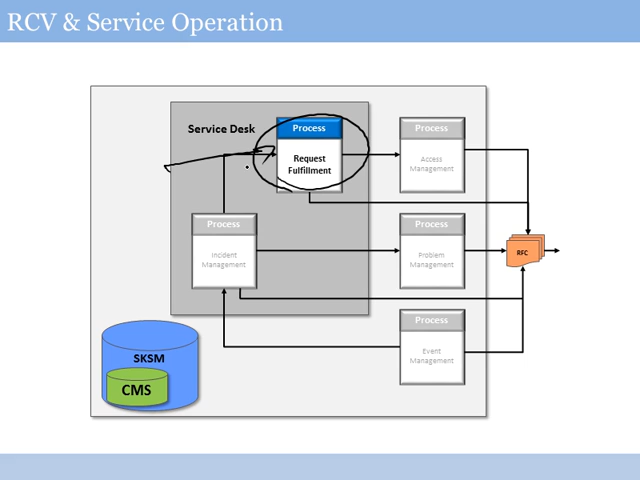 RCV & Service Operation
Service Desk
Process
Request
Fulfillment
Process
Access
Management
Process
Incident
Management
Process
Problem
Management
RFC
Process
Event
Management
SKSM
CMS